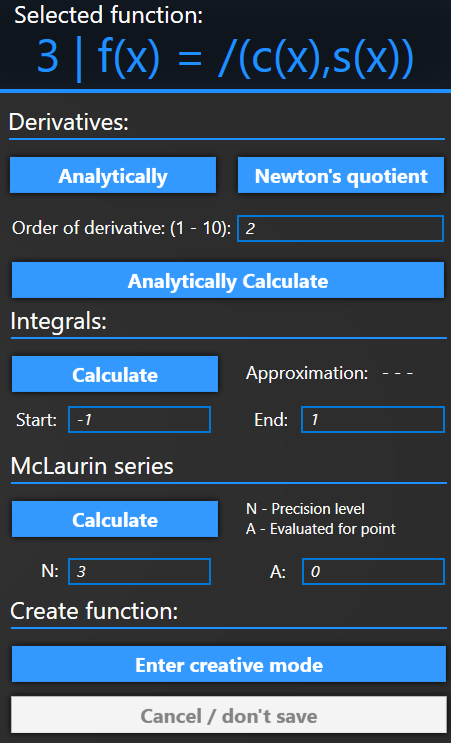 Selected function:
3 | f(x) = /(c(x),s(x))
Derivatives:
Analytically
Newton's quotient
Order of derivative: (1 - 10):
2
Analytically Calculate
Integrals:
Calculate
Approximation: - - -
Start:
-1
End:
1
McLaurin series
Calculate
N - Precision level
A - Evaluated for point
N:
3
A:
0
Create function:
Enter creative mode
Cancel / don't save